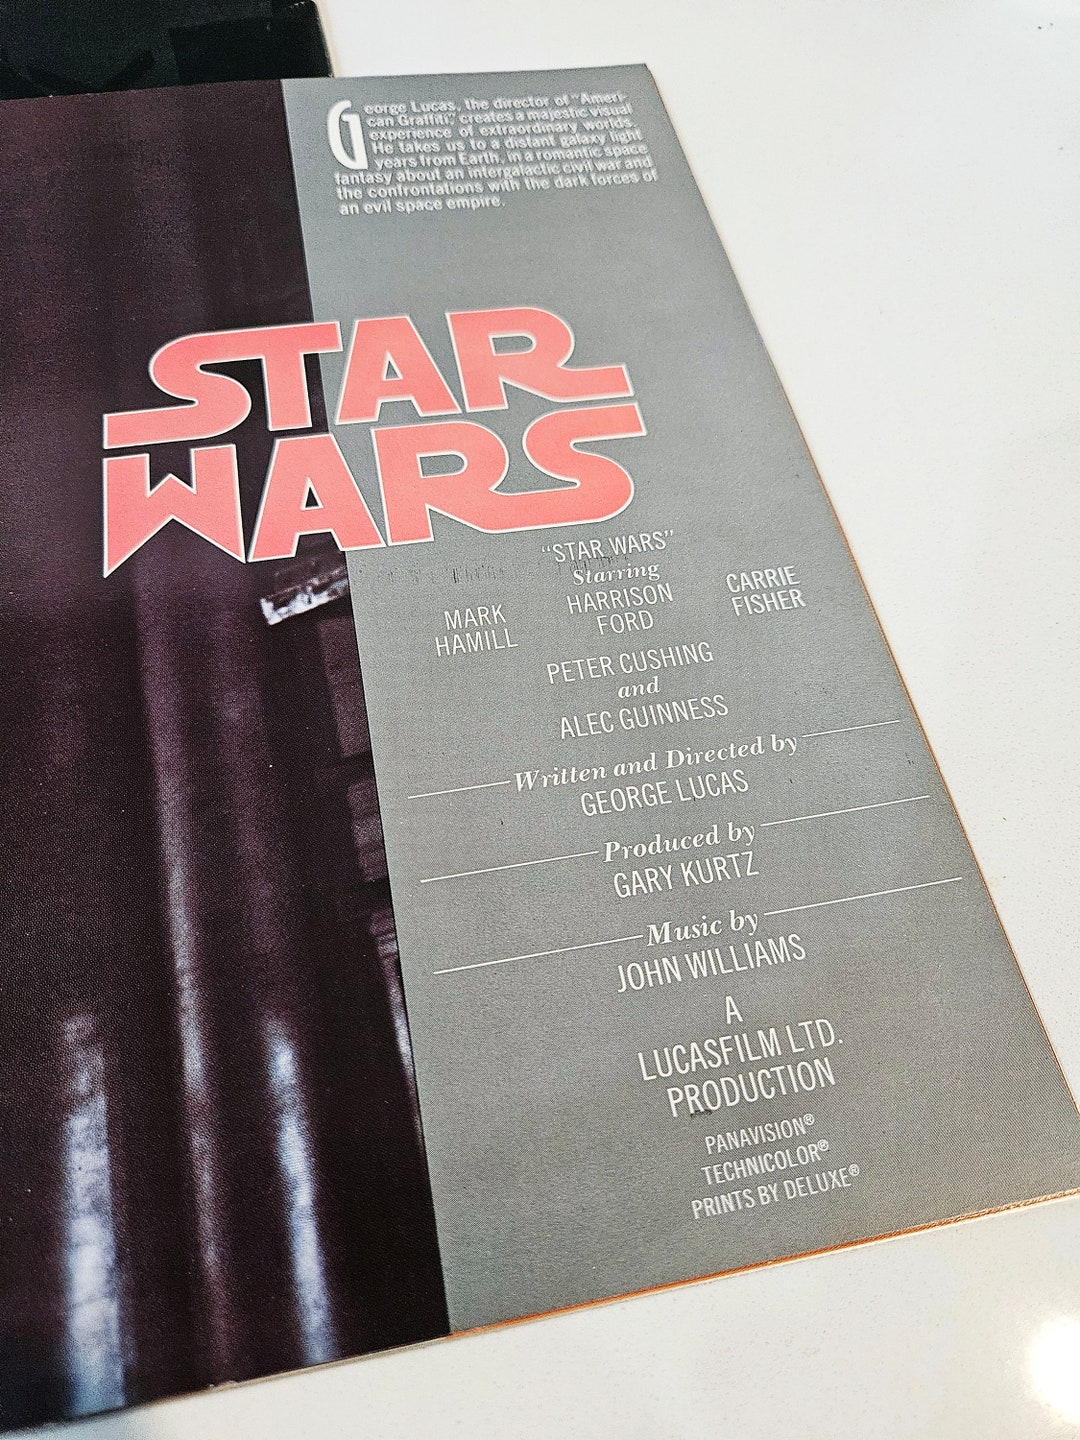 George Lucas, the director of "Ameri-
can Graffiti," creates a majestic visual
experience of extraordinary worlds.
He takes us to a distant galaxy light
years from Earth, in a romantic space
fantasy about an intergalactic civil war and
the confrontations with the dark forces of
an evil space empire.
STAR
WARS
“STAR WARS”
Starring
MARK
HAMILL
HARRISON
FORD
CARRIE
FISHER
PETER CUSHING
and
ALEC GUINNESS
Written and Directed by
GEORGE LUCAS
Produced by
GARY KURTZ
Music by
JOHN WILLIAMS
A
LUCASFILM LTD.
PRODUCTION
PANAVISION®
TECHNICOLOR®
PRINTS BY DELUXE®